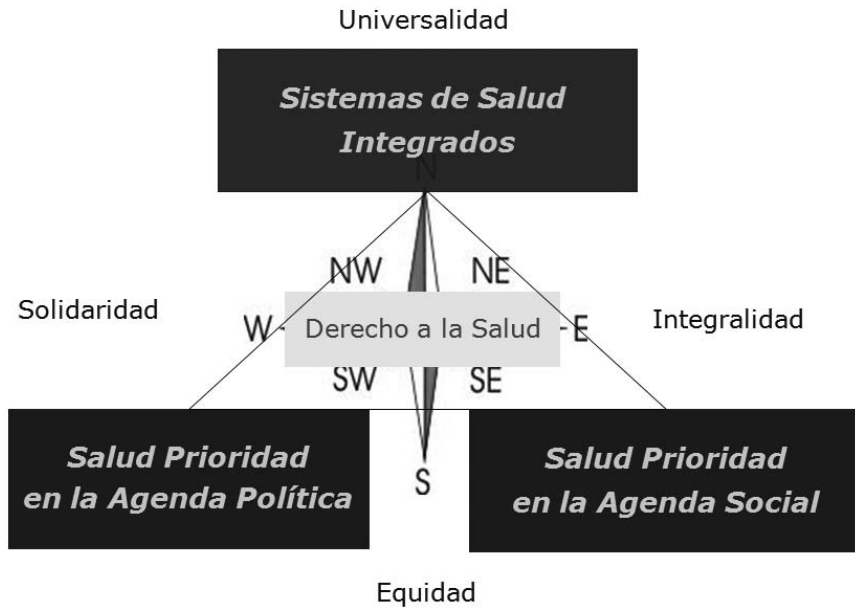 Universalidad
Sistemas de Salud
Integrados
N
NW
NE
Solidaridad
W
Derecho a la Salud
E
Integralidad
SW
SE
Salud Prioridad
en la Agenda Política
S
Salud Prioridad
en la Agenda Social
Equidad